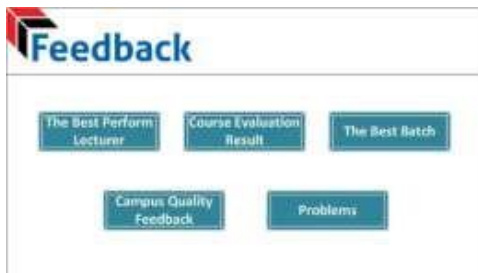 Feedback
The Best Perform
Lecturer
Course Evaluation
Result
The Best Batch
Campus Quality
Feedback
Problems